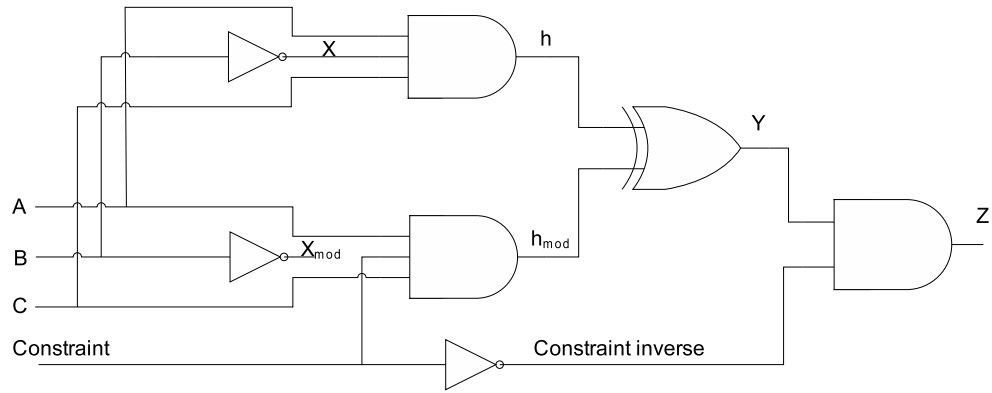 X
h
Y
A
Z
B
Xmod
hmod
C
Constraint
Constraint inverse